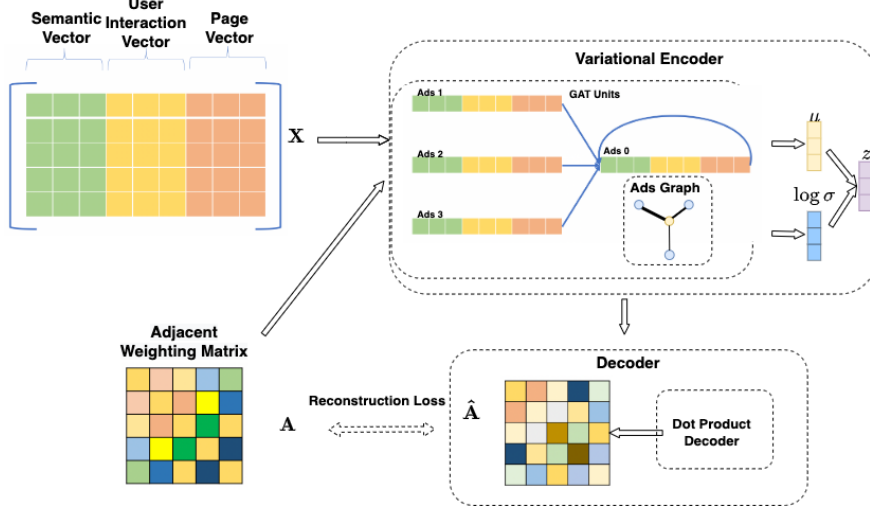 Semantic
Vector
User
Interaction
Vector
Page
Vector
X
Variational Encoder
Ads 1
GAT Units
Ads 2
Ads 0
Ads 3
Ads Graph
μ
log σ
z
Adjacent
Weighting Matrix
A
Reconstruction Loss
Decoder
Â
Dot Product
Decoder